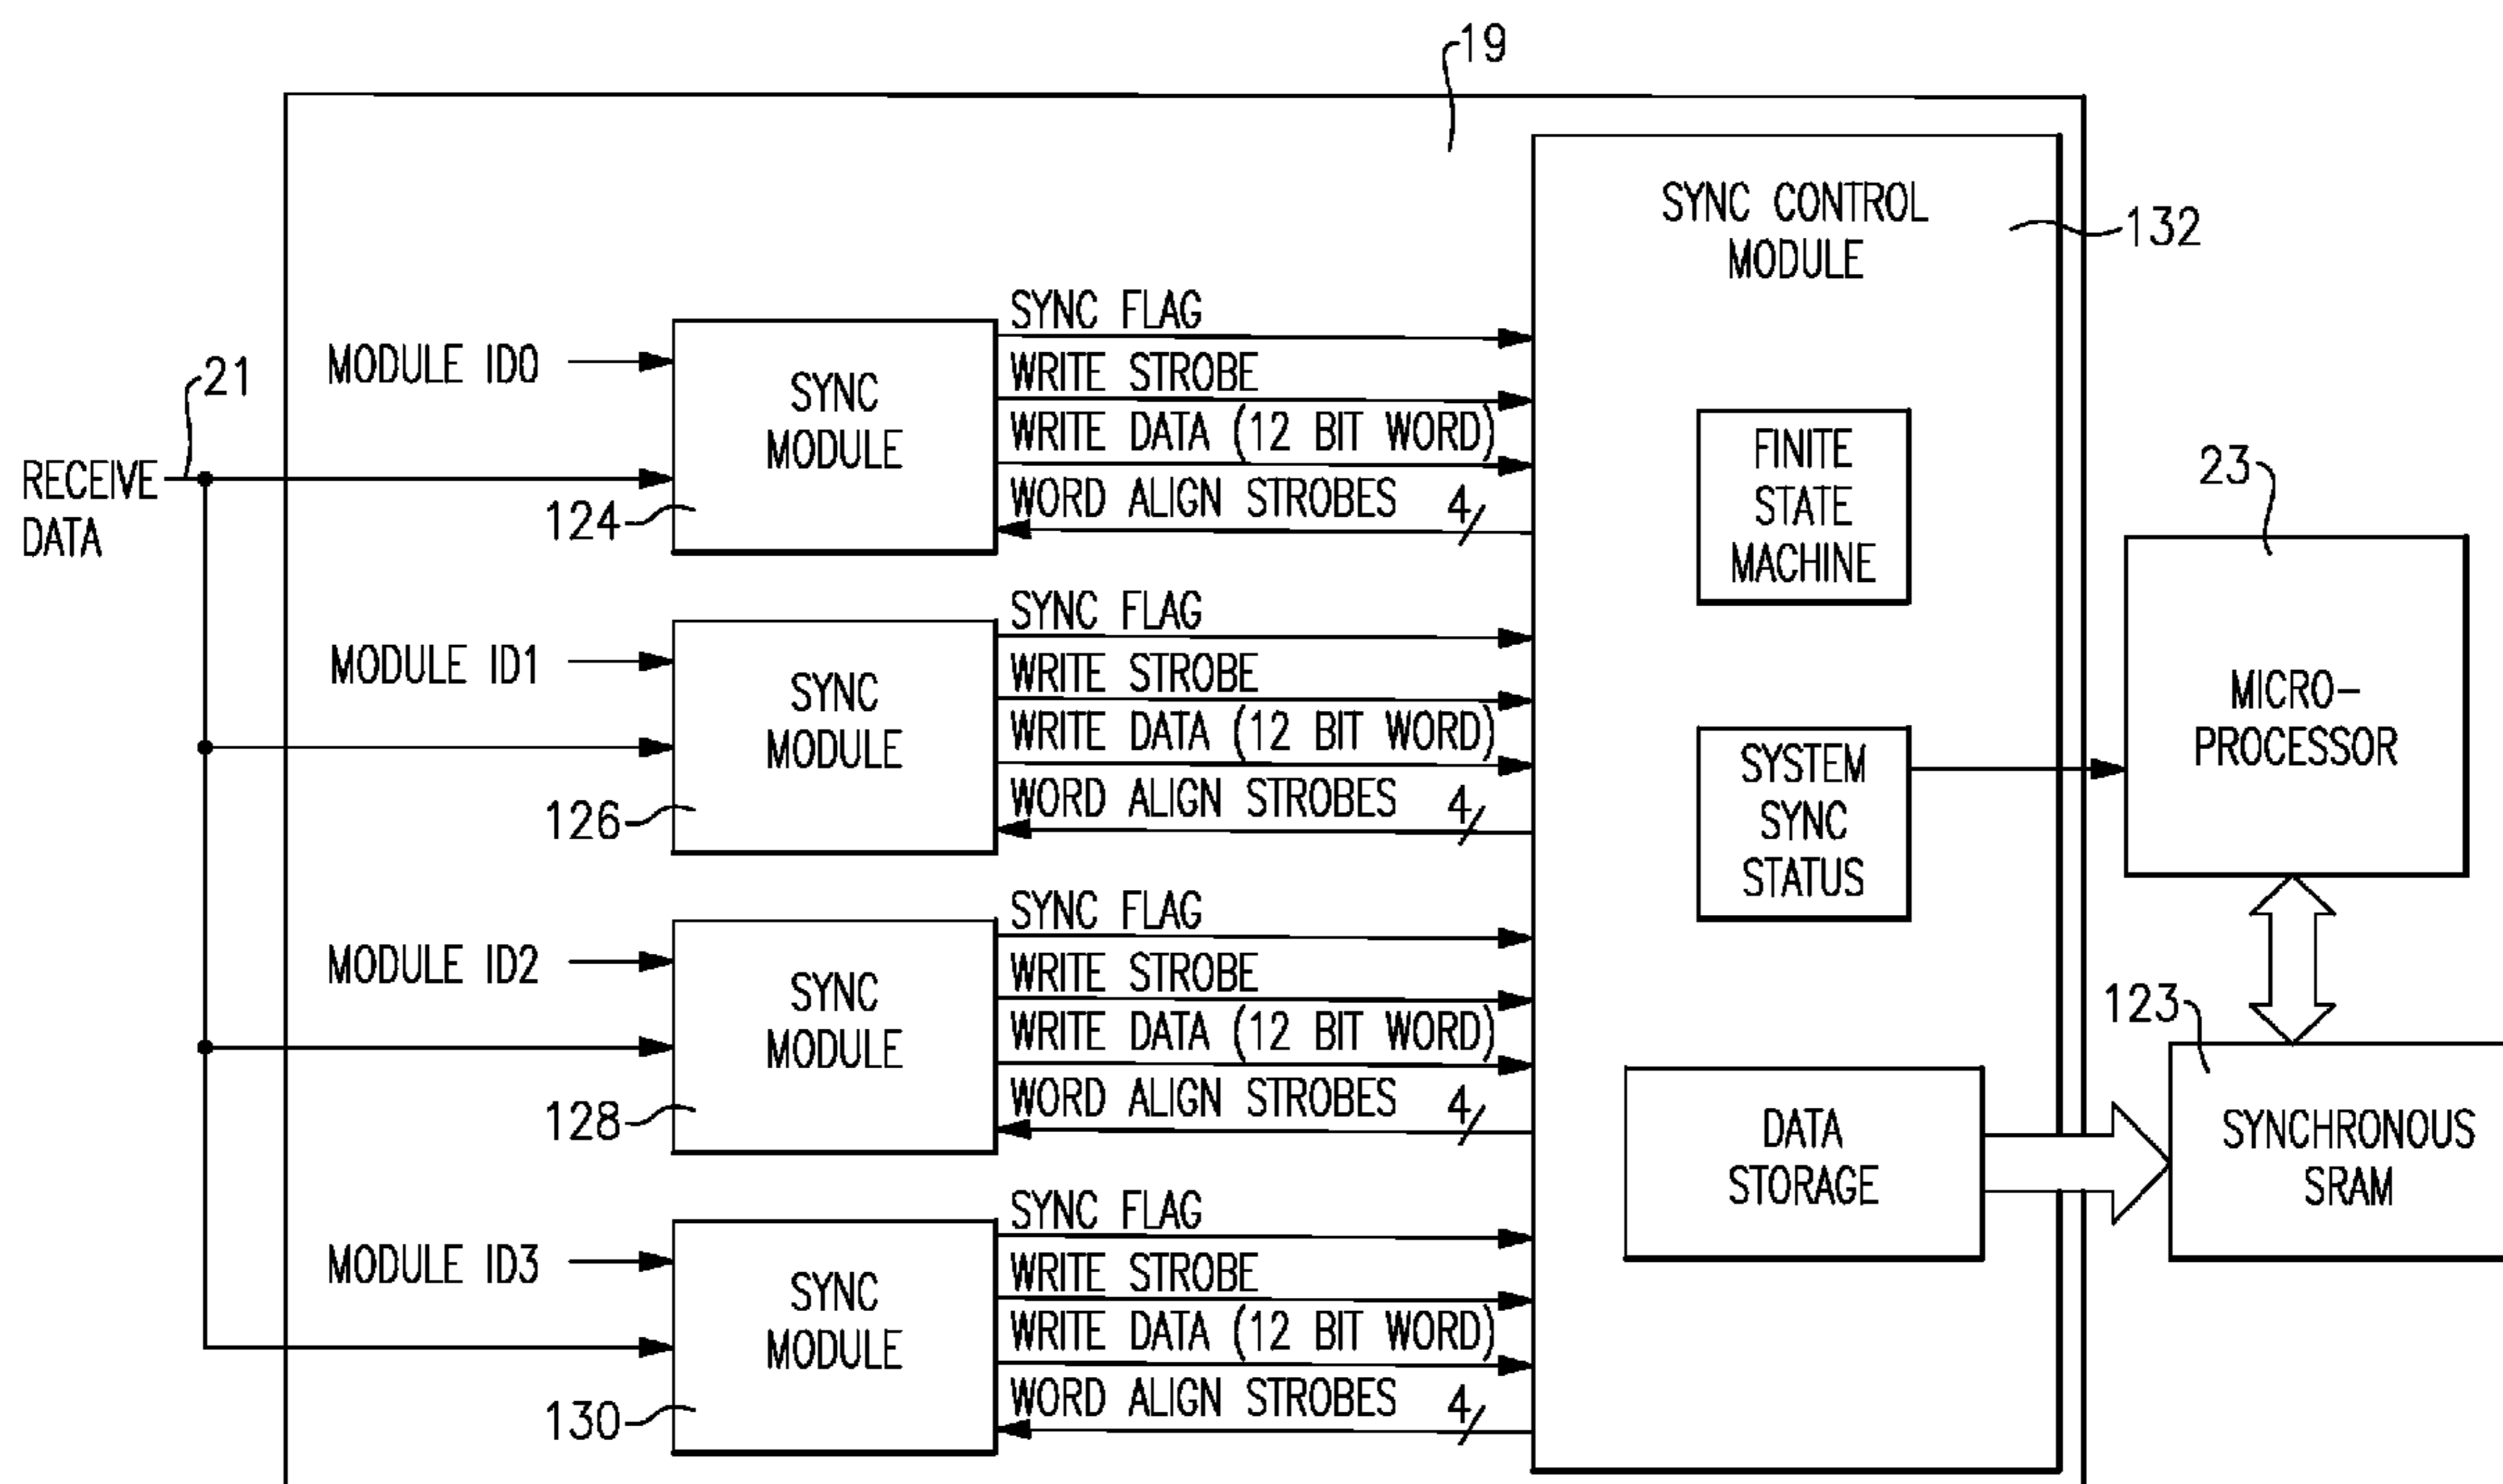 19
SYNC CONTROL
MODULE
132
RECEIVE
DATA
21
MODULE ID0
SYNC
MODULE
124
SYNC FLAG
WRITE STROBE
WRITE DATA (12 BIT WORD)
WORD ALIGN STROBES 4
MODULE ID1
SYNC
MODULE
126
SYNC FLAG
WRITE STROBE
WRITE DATA (12 BIT WORD)
WORD ALIGN STROBES 4
MODULE ID2
SYNC
MODULE
128
SYNC FLAG
WRITE STROBE
WRITE DATA (12 BIT WORD)
WORD ALIGN STROBES 4
MODULE ID3
SYNC
MODULE
130
SYNC FLAG
WRITE STROBE
WRITE DATA (12 BIT WORD)
WORD ALIGN STROBES 4
FINITE
STATE
MACHINE
SYSTEM
SYNC
STATUS
DATA
STORAGE
23
MICRO-
PROCESSOR
123
SYNCHRONOUS
SRAM